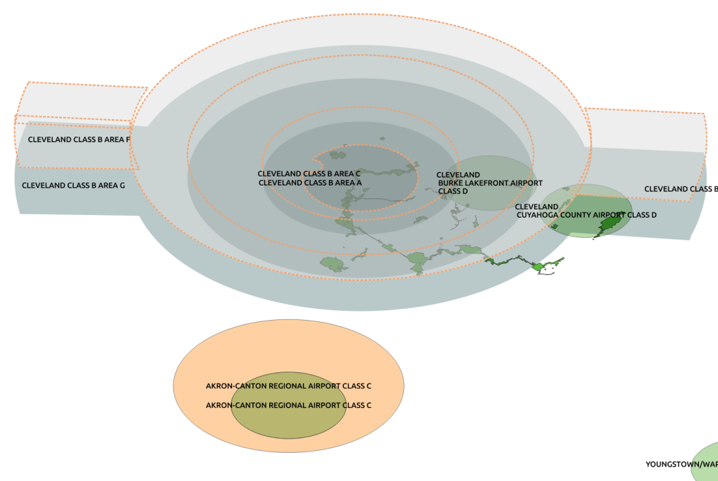 CLEVELAND CLASS B AREA F
CLEVELAND CLASS B AREA G
CLEVELAND CLASS B AREA C
CLEVELAND CLASS B AREA A
CLEVELAND
BURKE LAKEFRONT AIRPORT
CLASS D
CLEVELAND
CUYAHOGA COUNTY AIRPORT CLASS D
CLEVELAND CLASS B
AKRON-CANTON REGIONAL AIRPORT CLASS C
AKRON-CANTON REGIONAL AIRPORT CLASS C
YOUNGSTOWN/WAR